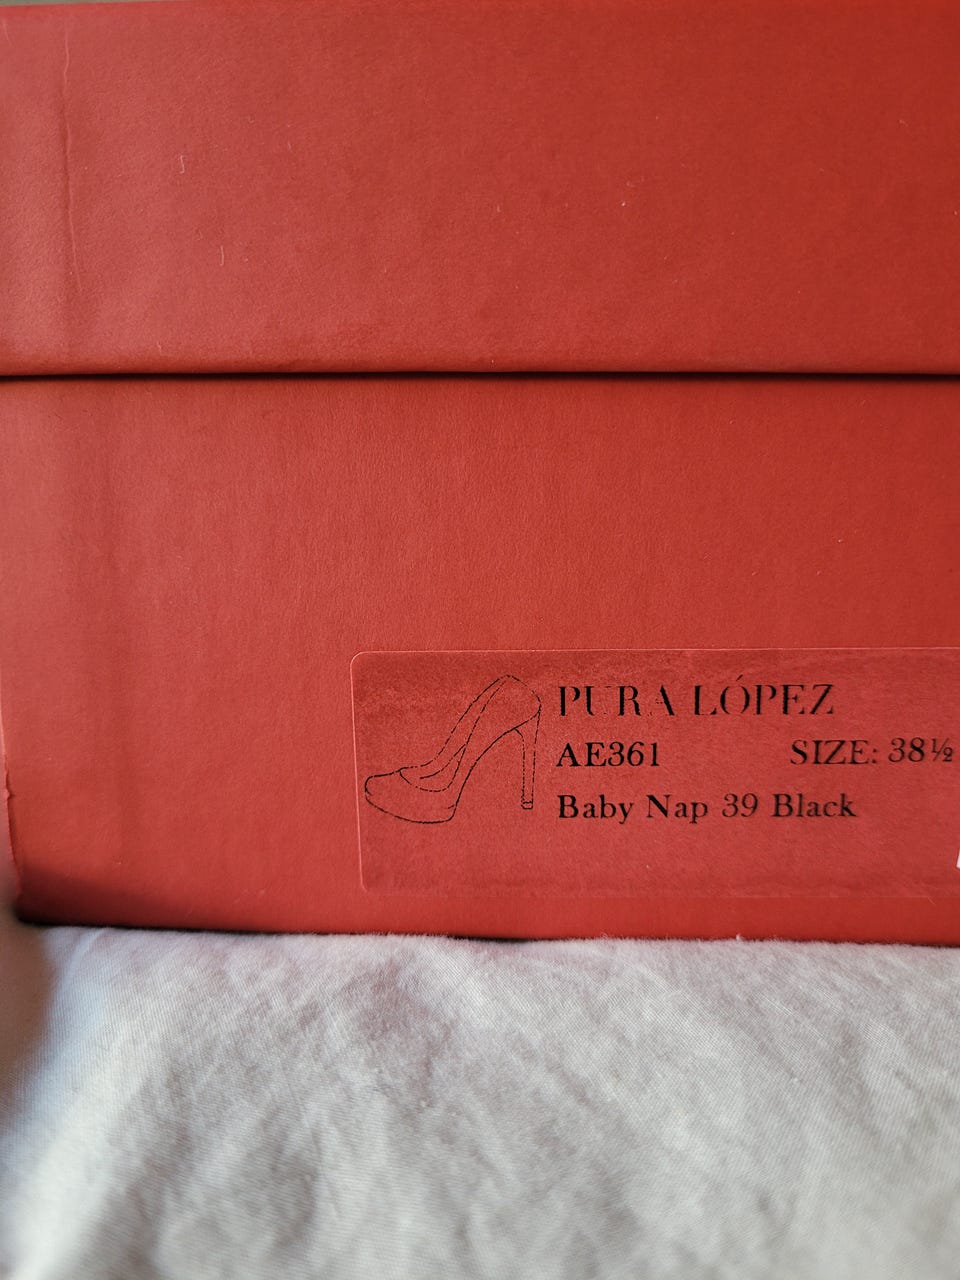 PURA LÓPEZ
AE361 SIZE: 38½
Baby Nap 39 Black